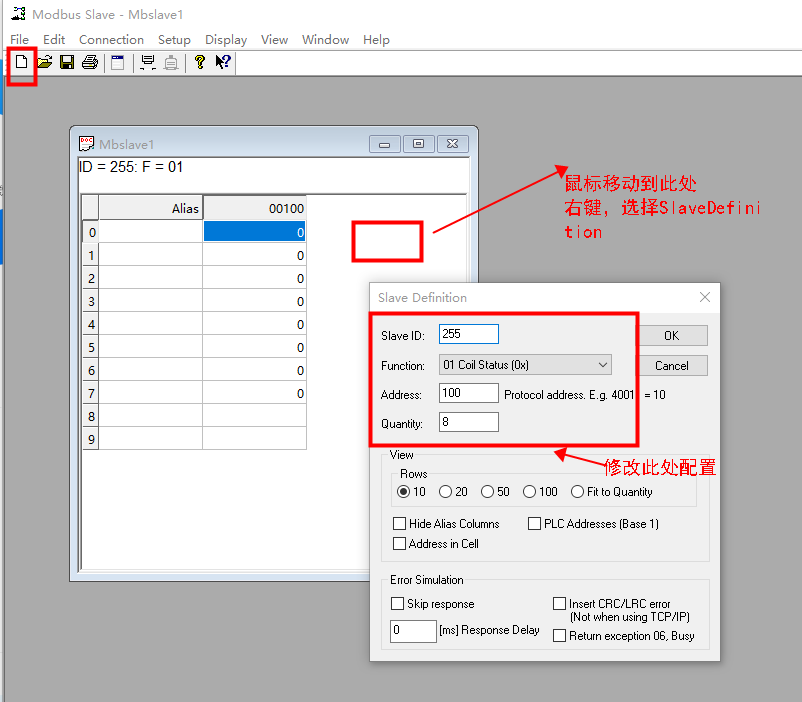 Modbus Slave - Mbslave1
File Edit Connection Setup Display View Window Help
Mbslave1
ID = 255: F = 01
Alias 00100
0 0
1 0
2 0
3 0
4 0
5 0
6 0
7 0
8
9
鼠标移动到此处
右键，选择SlaveDefini
tion
Slave Definition
Slave ID: 255 OK
Function: 01 Coil Status (0x) Cancel
Address: 100 Protocol address. E.g. 4001 = 10
Quantity: 8
修改此处配置
View
Rows
10 20 50 100 Fit to Quantity
Hide Alias Columns PLC Addresses (Base 1)
Address in Cell
Error Simulation
Skip response Insert CRC/LRC error
(Not when using TCP/IP)
0 [ms] Response Delay Return exception 06, Busy